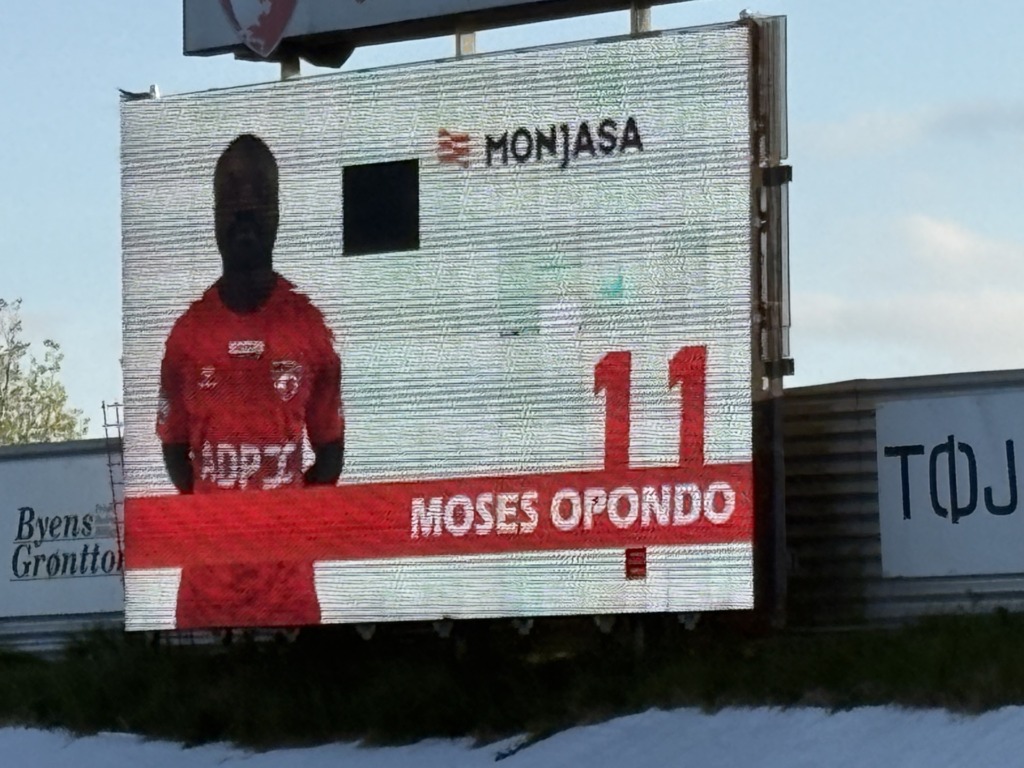 MONJASA
11
MOSES OPONDO
Byens
Grøntto
TØJ